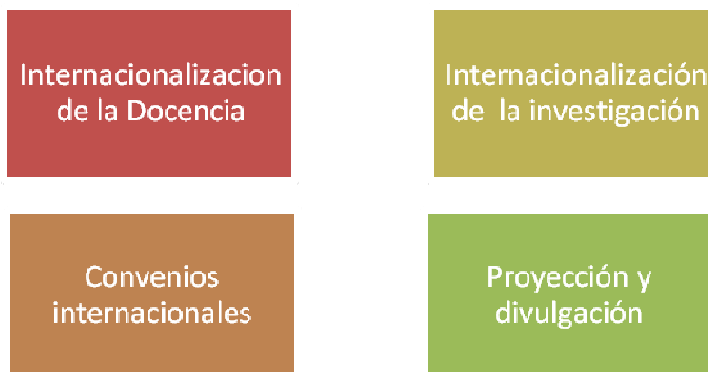 Internacionalizacion
de la Docencia
Internacionalización
de la investigación
Convenios
internacionales
Proyección y
divulgación